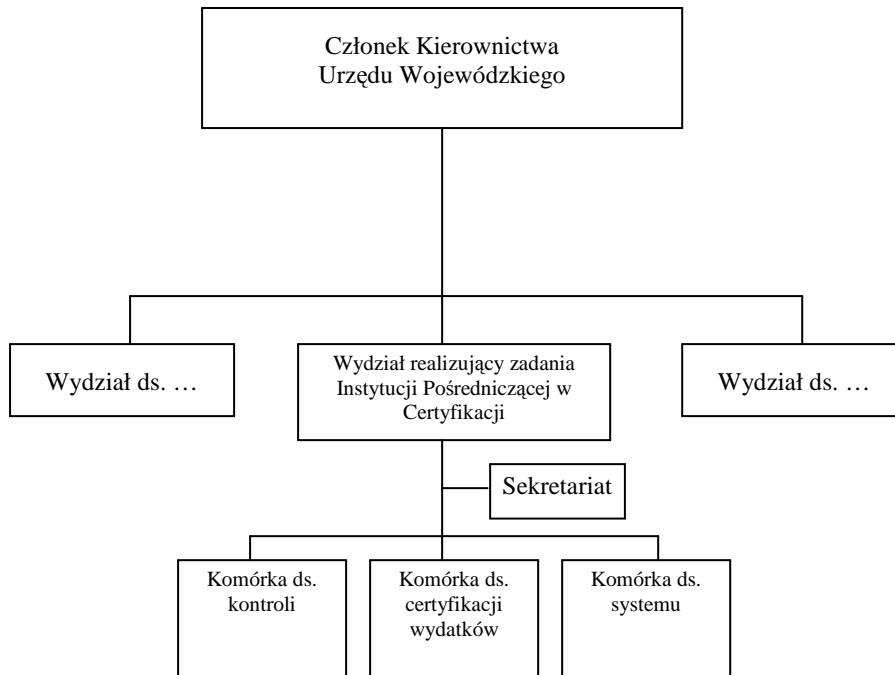 Członek Kierownictwa
Urzędu Wojewódzkiego
Wydział ds. …
Wydział realizujący zadania
Instytucji Pośredniczącej w
Certyfikacji
Wydział ds. …
Sekretariat
Komórka ds.
kontroli
Komórka ds.
certyfikacji
wydatków
Komórka ds.
systemu